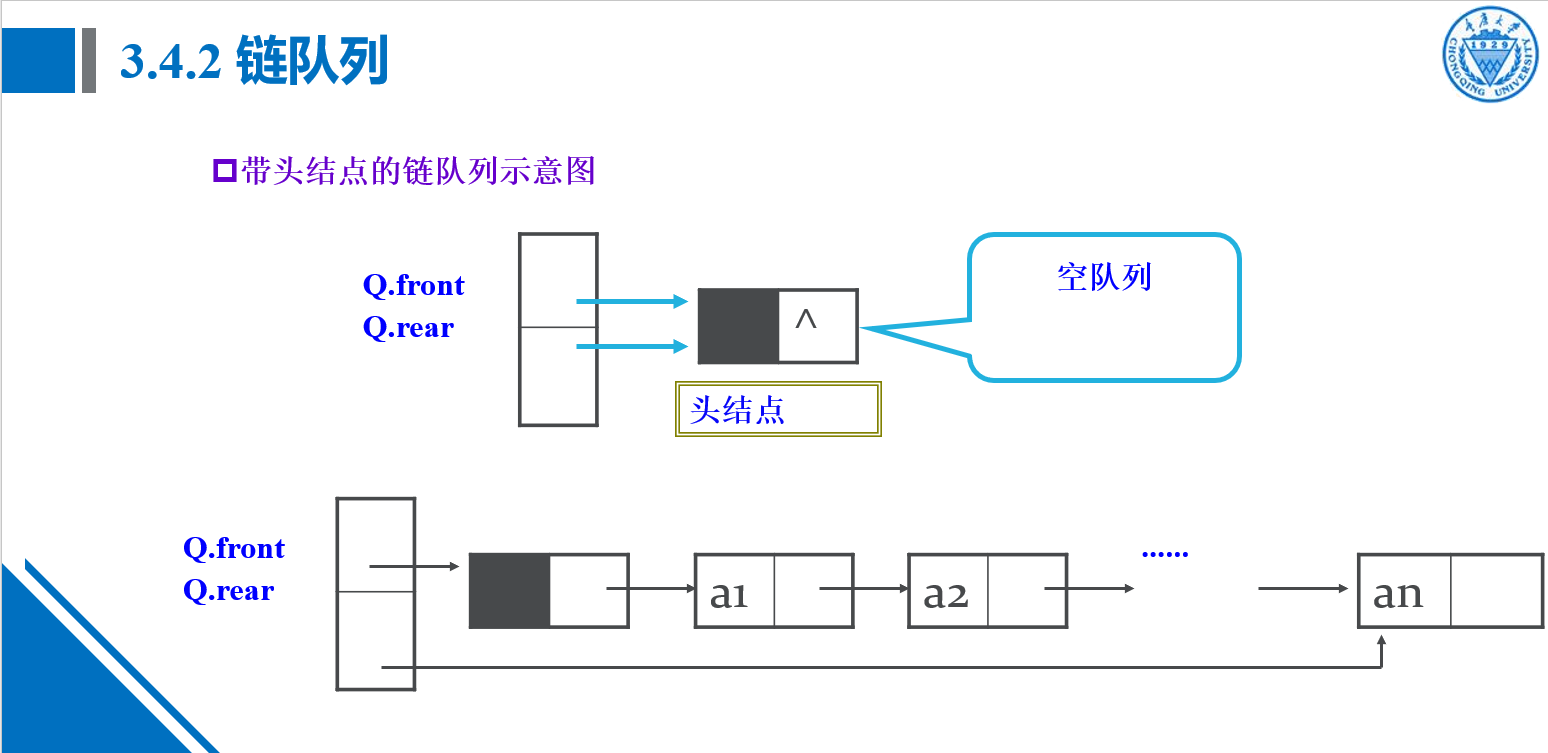 3.4.2 链队列
重庆大学
1929
CHONGQING UNIVERSITY
带头结点的链队列示意图
Q.front
Q.rear
^
空队列
头结点
Q.front
Q.rear
a1
a2
......
an